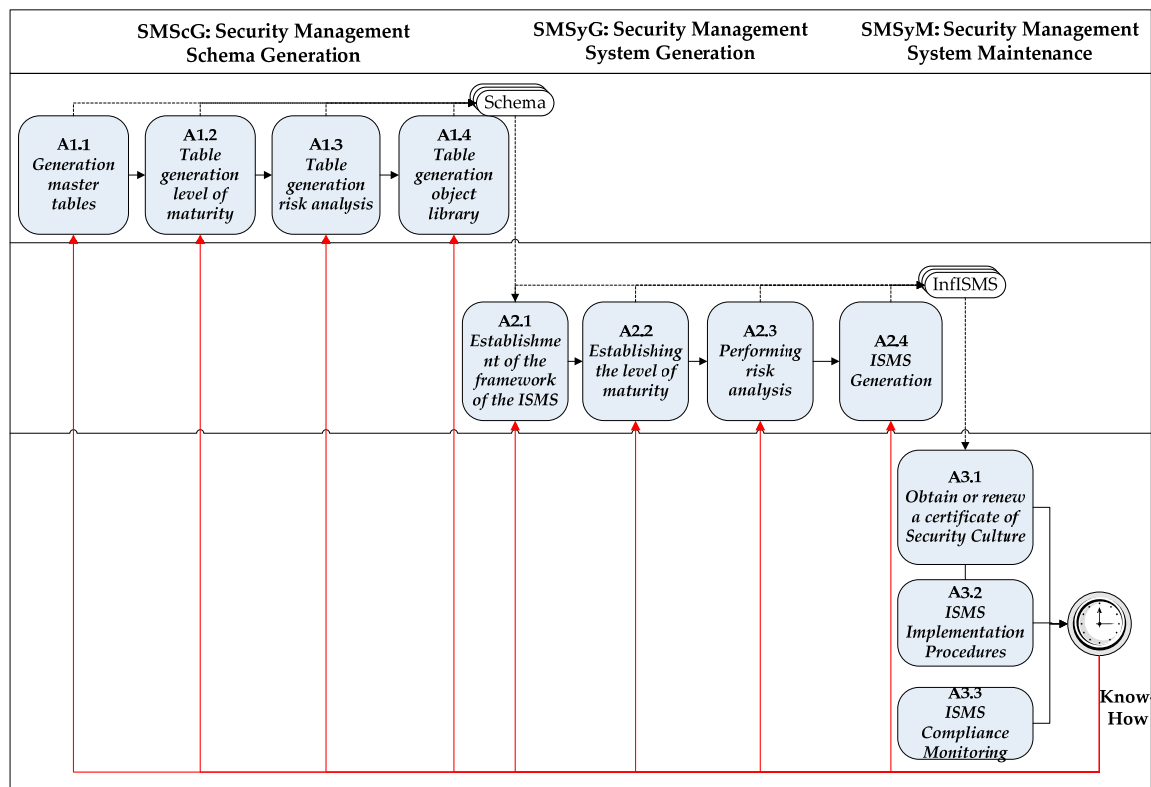 SMScG: Security Management
Schema Generation
SMSyG: Security Management
System Generation
SMSyM: Security Management
System Maintenance
Schema
A1.1
Generation
master
tables
A1.2
Table
generation
level of
maturity
A1.3
Table
generation
risk analysis
A1.4
Table
generation
object
library
InfISMS
A2.1
Establishme
nt of the
framework
of the ISMS
A2.2
Establishing
the level of
maturity
A2.3
Performing
risk
analysis
A2.4
ISMS
Generation
A3.1
Obtain or renew
a certificate of
Security Culture
A3.2
ISMS
Implementation
Procedures
A3.3
ISMS
Compliance
Monitoring
Know-
How